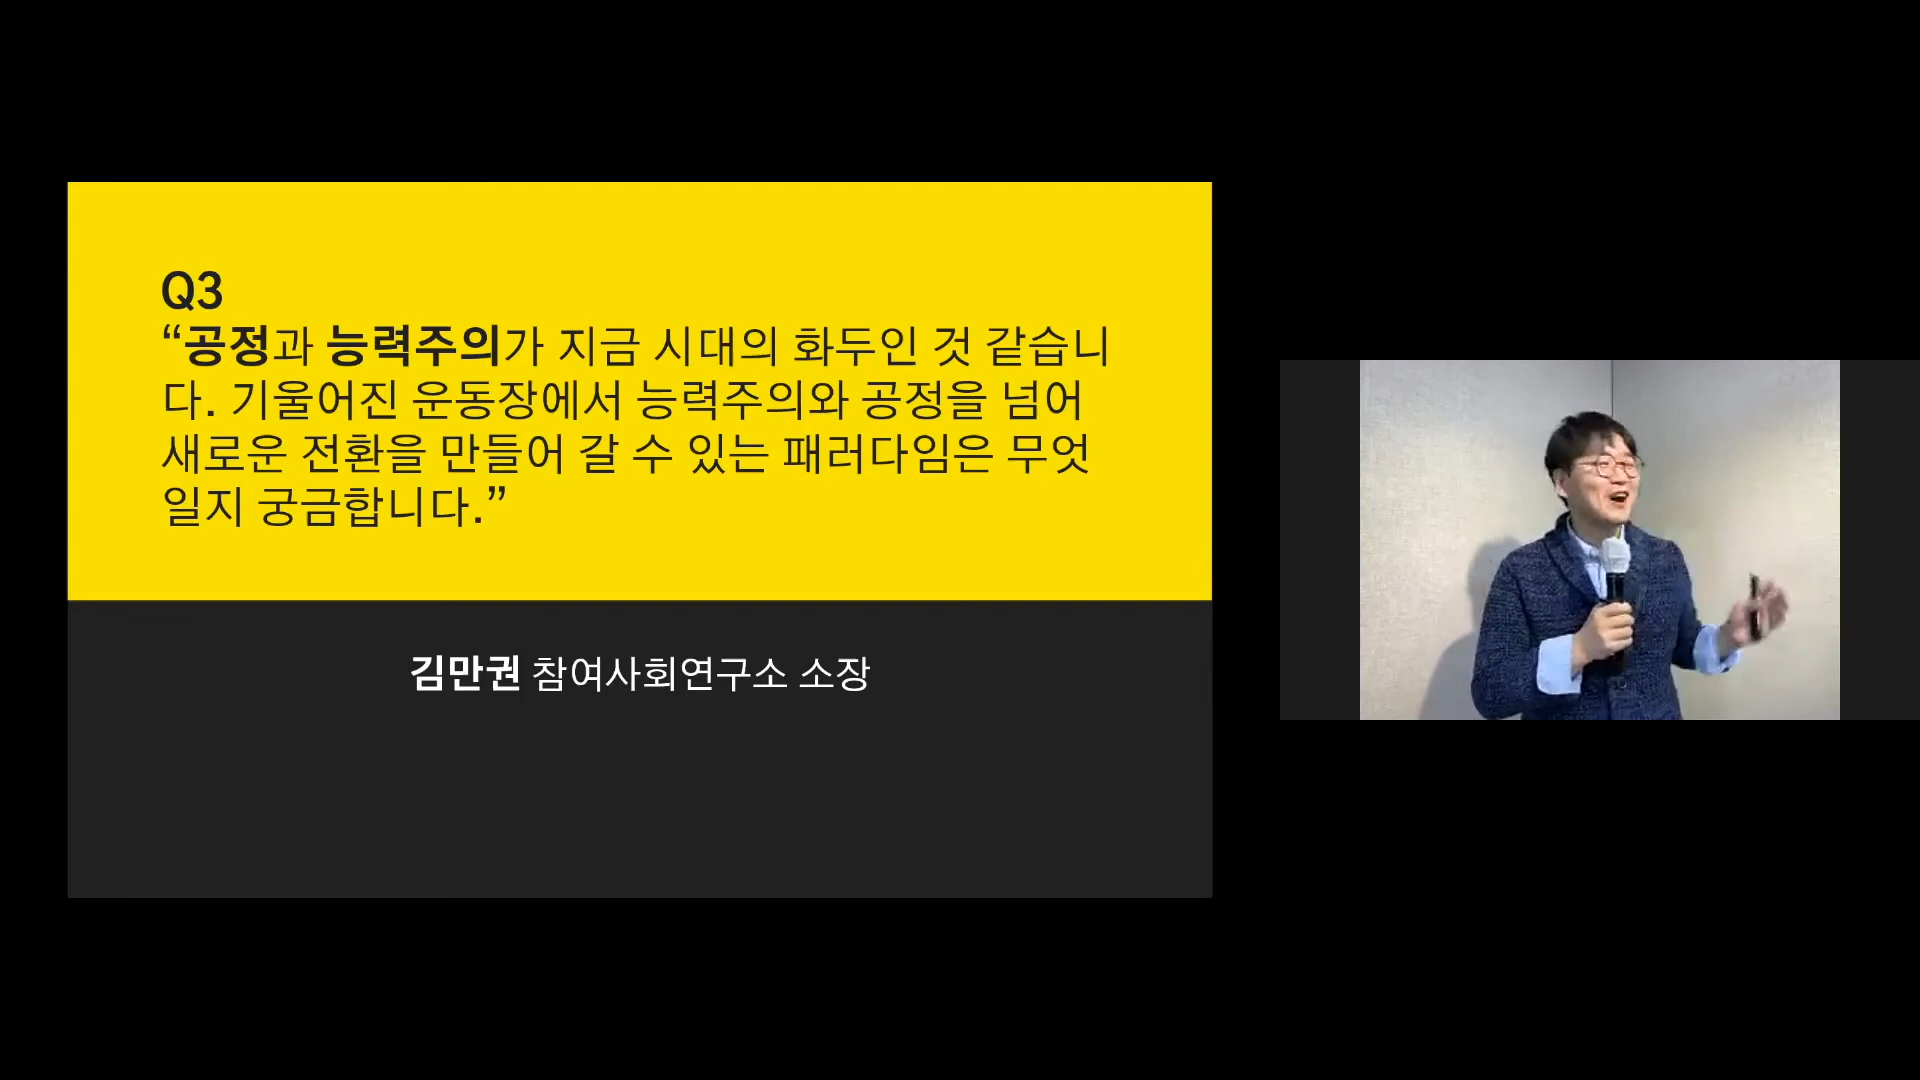 Q3
“공정과 능력주의가 지금 시대의 화두인 것 같습니
다. 기울어진 운동장에서 능력주의와 공정을 넘어
새로운 전환을 만들어 갈 수 있는 패러다임은 무엇
일지 궁금합니다.”
김만권 참여사회연구소 소장